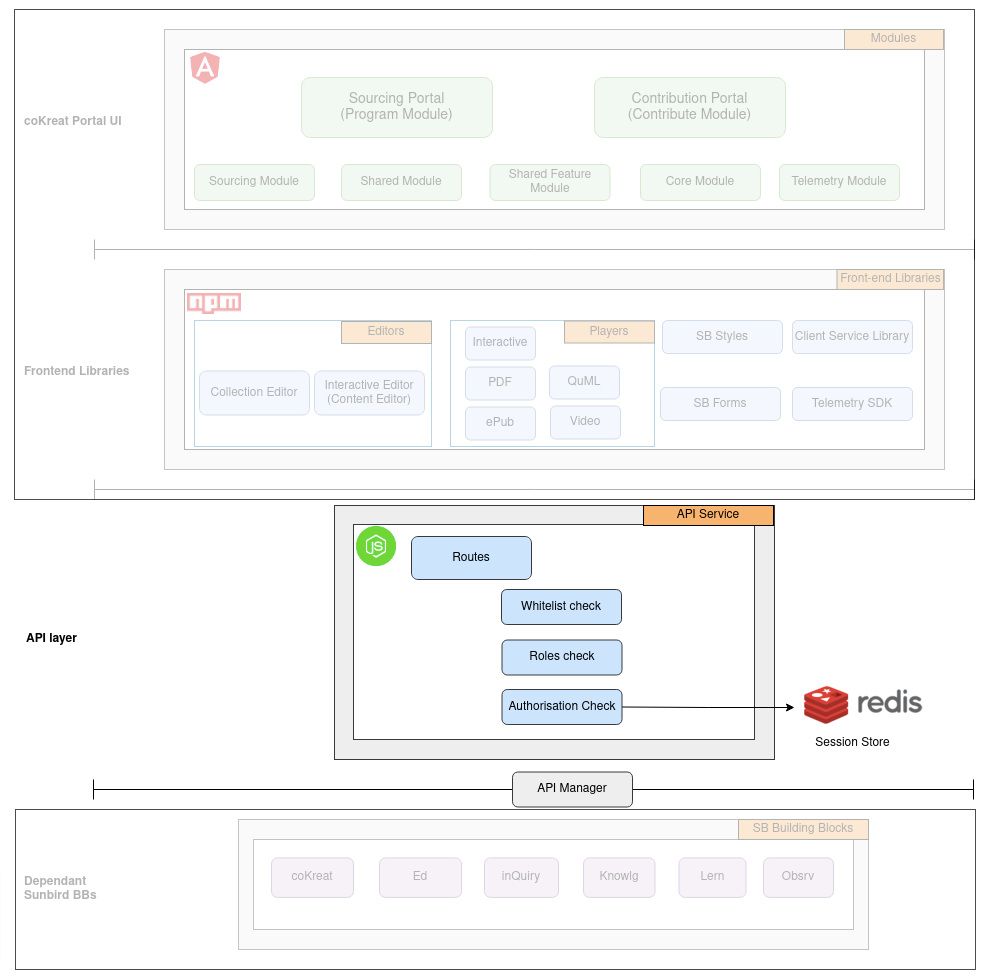 Modules
coKreat Portal UI
Sourcing Portal
(Program Module)
Contribution Portal
(Contribute Module)
Sourcing Module
Shared Module
Shared Feature
Module
Core Module
Telemetry Module
Front-end Libraries
npm
Frontend Libraries
Editors
Collection Editor
Interactive Editor
(Content Editor)
Players
Interactive
PDF
QuML
ePub
Video
SB Styles
Client Service Library
SB Forms
Telemetry SDK
API Service
JS
API layer
Routes
Whitelist check
Roles check
Authorisation Check
redis
Session Store
API Manager
SB Building Blocks
Dependant
Sunbird BBs
coKreat
Ed
inQuiry
Knowlg
Lern
Obsrv